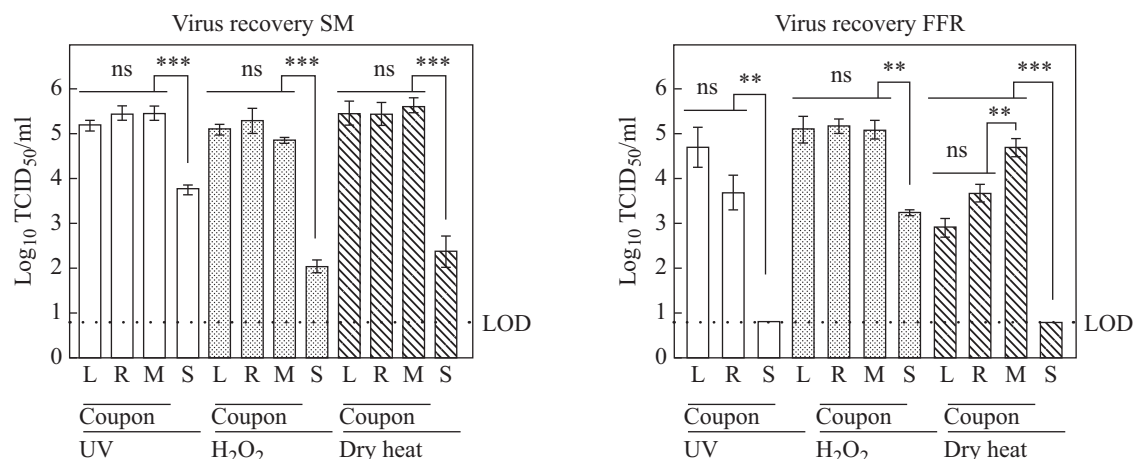 Virus recovery SM
ns *** ns *** ns ***
6
5
4
3
2
1
0
Log10 TCID50/ml
LOD
L R M S L R M S L R M S
Coupon Coupon Coupon
UV H2O2 Dry heat
Virus recovery FFR
ns ** ns ** *** ** ns
6
5
4
3
2
1
0
Log10 TCID50/ml
LOD
L R S L R M S L R M S
Coupon Coupon Coupon
UV H2O2 Dry heat